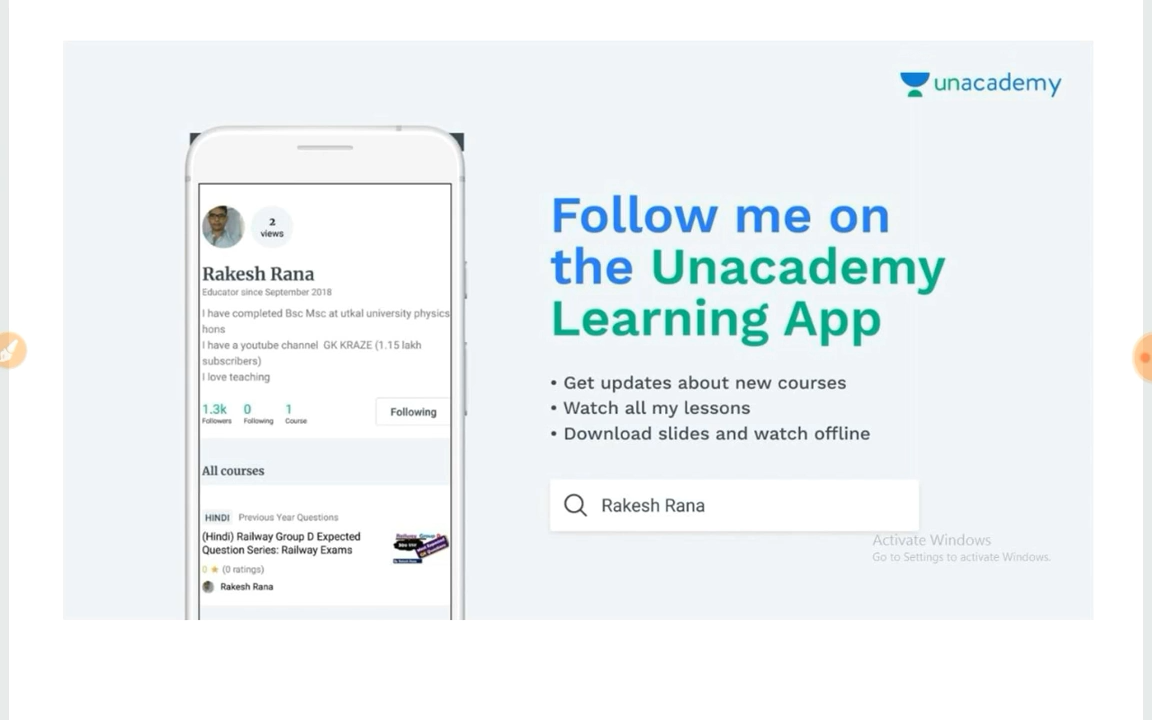 unacademy
2
views
Rakesh Rana
Educator since September 2018
I have completed Bsc Msc at utkal university physics
hons
I have a youtube channel GK KRAZE (1.15 lakh
subscribers)
I love teaching
1.3k 0 1
Followers Following Course
Following
All courses
HINDI Previous Year Questions
(Hindi) Railway Group D Expected
Question Series: Railway Exams
0 ★ (0 ratings)
Rakesh Rana
Follow me on
the Unacademy
Learning App
• Get updates about new courses
• Watch all my lessons
• Download slides and watch offline
Rakesh Rana
Activate Windows
Go to Settings to activate Windows.